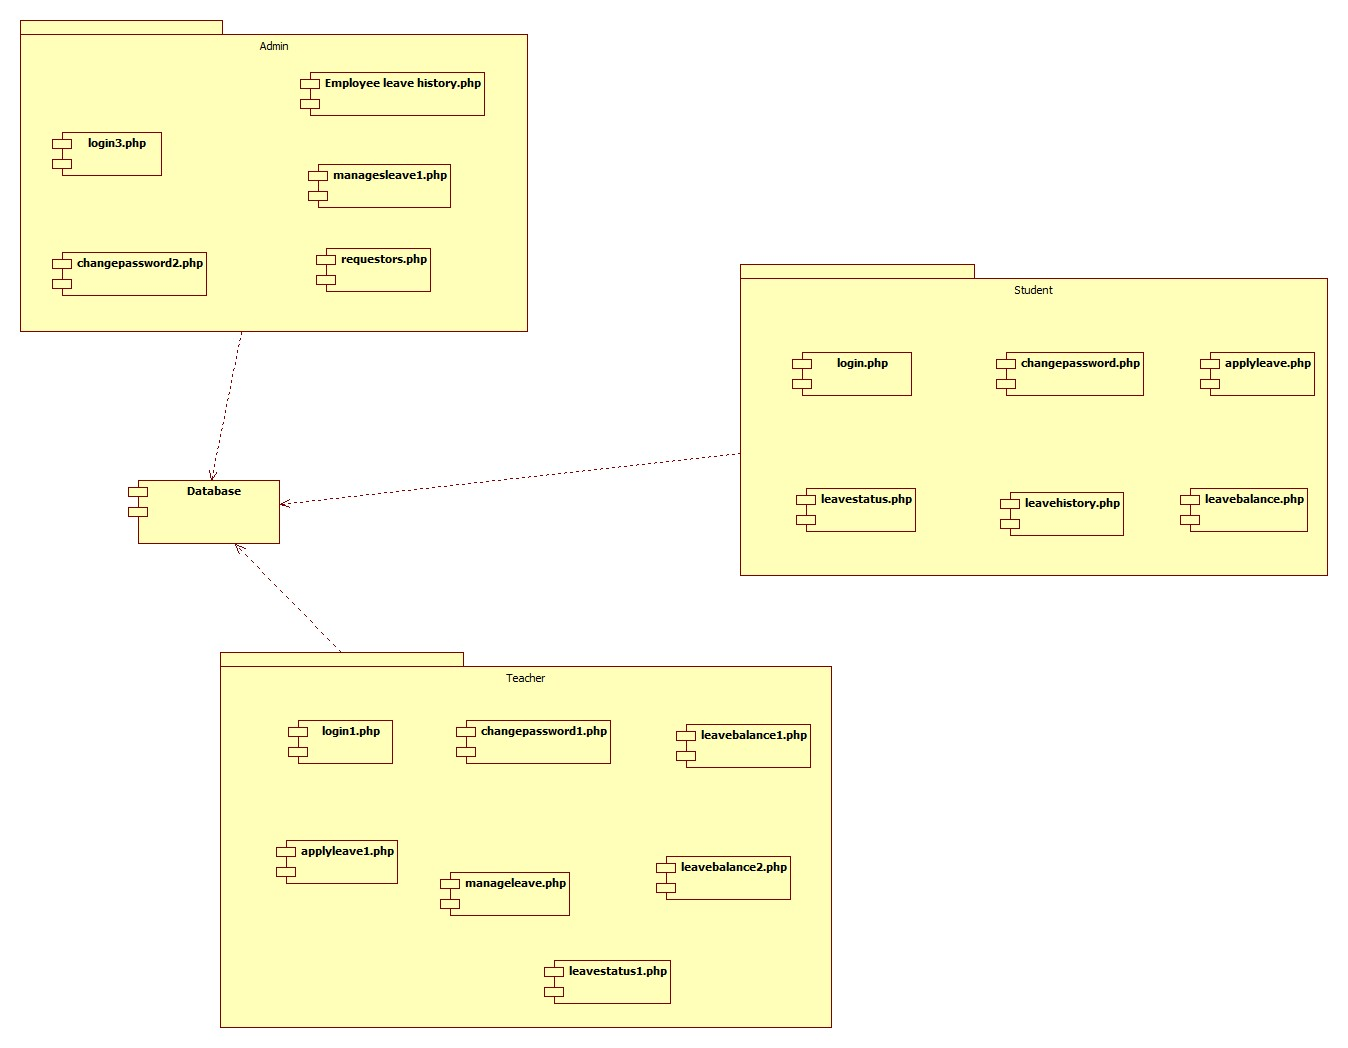 Admin
Employee leave history.php
login3.php
managesleave1.php
changepassword2.php
requestors.php
Student
login.php
changepassword.php
applyleave.php
leavestatus.php
leavehistory.php
leavebalance.php
Database
Teacher
login1.php
changepassword1.php
leavebalance1.php
applyleave1.php
manageleave.php
leavebalance2.php
leavestatus1.php